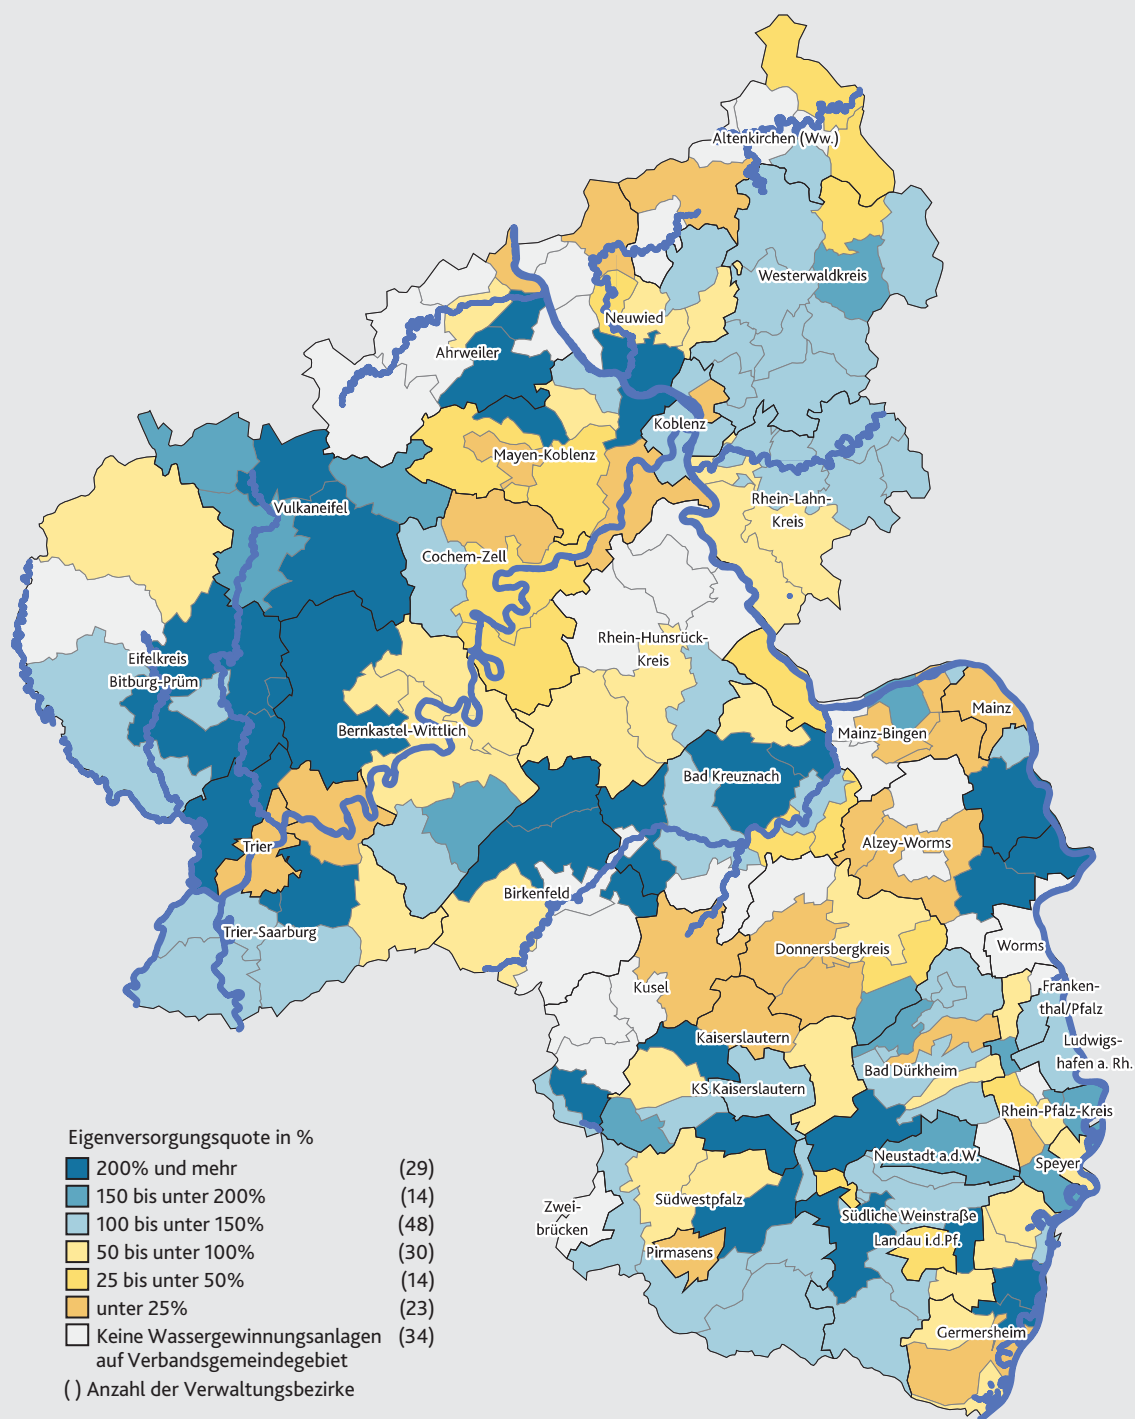 Altenkirchen (Ww.)
Westerwaldkreis
Neuwied
Ahrweiler
Koblenz
Mayen-Koblenz
Rhein-Lahn-
Kreis
Vulkaneifel
Cochem-Zell
Rhein-Hunsrück-
Kreis
Eifelkreis
Bitburg-Prüm
Mainz
Bernkastel-Wittlich
Mainz-Bingen
Bad Kreuznach
Trier
Alzey-Worms
Birkenfeld
Trier-Saarburg
Donnersbergkreis
Worms
Kusel
Franken-
thal/Pfalz
Kaiserslautern
Ludwigs-
hafen a. Rh.
Bad Dürkheim
KS.Kaiserslautern
Rhein-Pfalz-Kreis
Neustadt a.d.W.
Speyer
Südwestpfalz
Zwei-
brücken
Südliche Weinstraße
Landau i.d.Pf.
Pirmasens
Germersheim
Eigenversorgungsquote in %
200% und mehr (29)
150 bis unter 200% (14)
100 bis unter 150% (48)
50 bis unter 100% (30)
25 bis unter 50% (14)
unter 25% (23)
Keine Wassergewinnungsanlagen (34)
auf Verbandsgemeindegebiet
( ) Anzahl der Verwaltungsbezirke